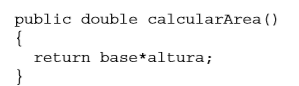 public double calcularArea()
{
  return base*altura;
}